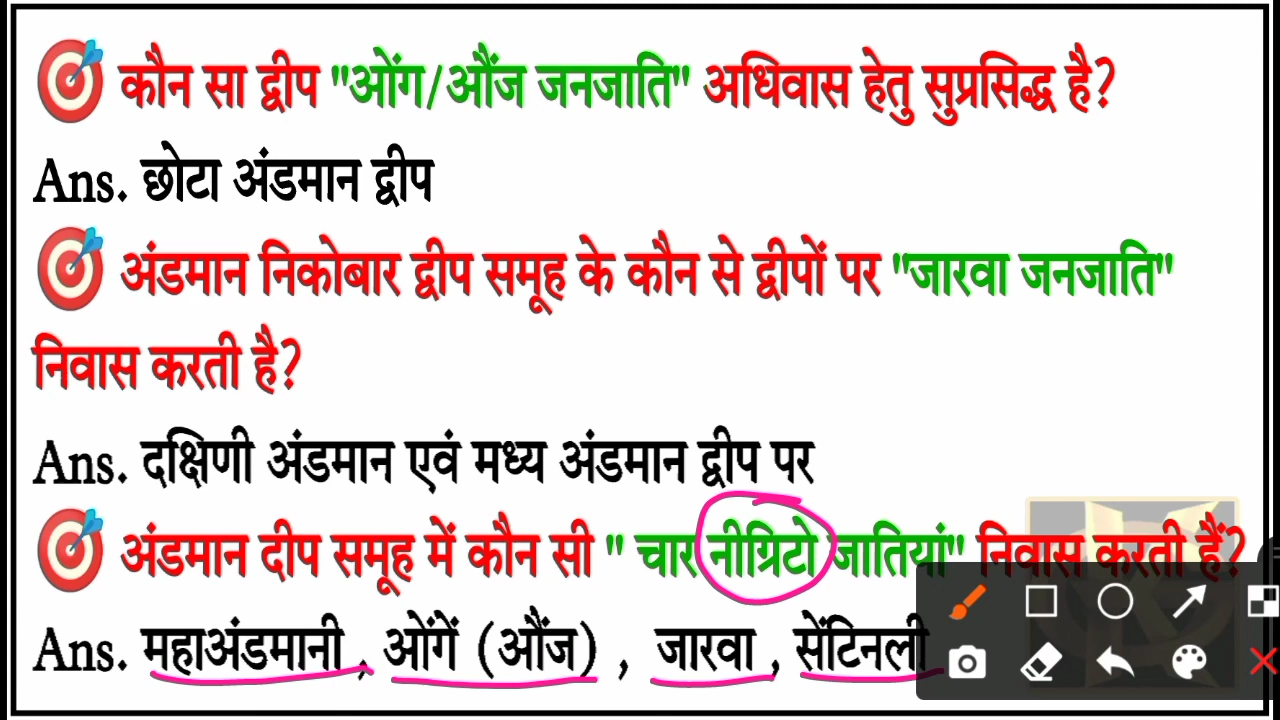 कौन सा द्वीप "ओंग/औंज जनजाति" अधिवास हेतु सुप्रसिद्ध है?
Ans. छोटा अंडमान द्वीप
अंडमान निकोबार द्वीप समूह के कौन से द्वीपों पर "जारवा जनजाति"
निवास करती है?
Ans. दक्षिणी अंडमान एवं मध्य अंडमान द्वीप पर
अंडमान दीप समूह में कौन सी " चार नीग्रिटो जातियां" निवास करती हैं?
Ans. महाअंडमानी , ओंगें (औंज) , जारवा , सेंटिनली